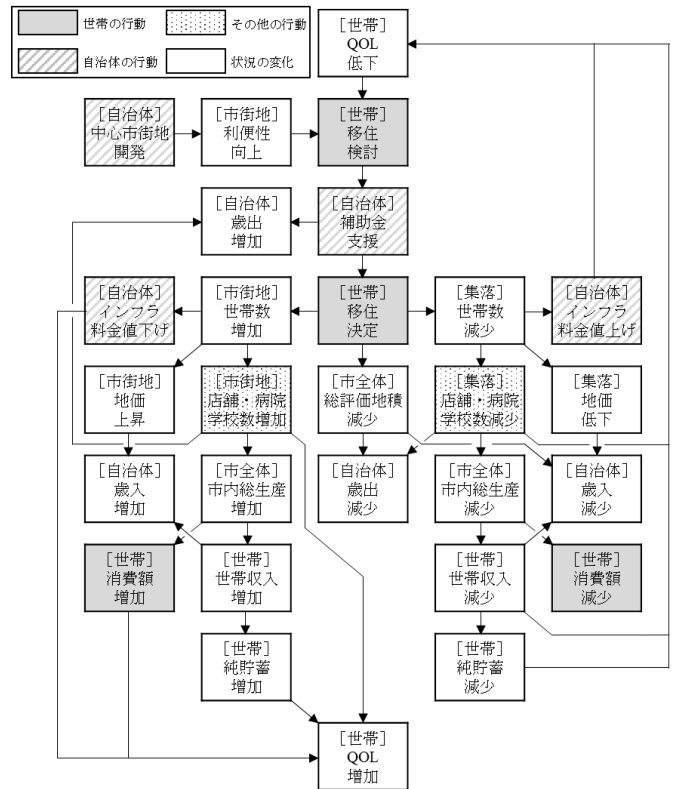 世帯の行動
その他の行動
自治体の行動
状況の変化
[世帯]
QOL
低下
[自治体]
中心市街地
開発
[市街地]
利便性
向上
[世帯]
移住
検討
[自治体]
歳出
増加
[自治体]
補助金
支援
[自治体]
インフラ
料金値下げ
[市街地]
世帯数
増加
[世帯]
移住
決定
[集落]
世帯数
減少
[自治体]
インフラ
料金値上げ
[市街地]
地価
上昇
[市街地]
店舗・病院
学校数増加
[市全体]
総評価地積
減少
[集落]
店舗・病院
学校数減少
[集落]
地価
低下
[自治体]
歳入
増加
[市全体]
市内総生産
増加
[自治体]
歳出
減少
[市全体]
市内総生産
減少
[自治体]
歳入
減少
[世帯]
消費額
増加
[世帯]
世帯収入
増加
[世帯]
世帯収入
減少
[世帯]
消費額
減少
[世帯]
純貯蓄
増加
[世帯]
純貯蓄
減少
[世帯]
QOL
増加